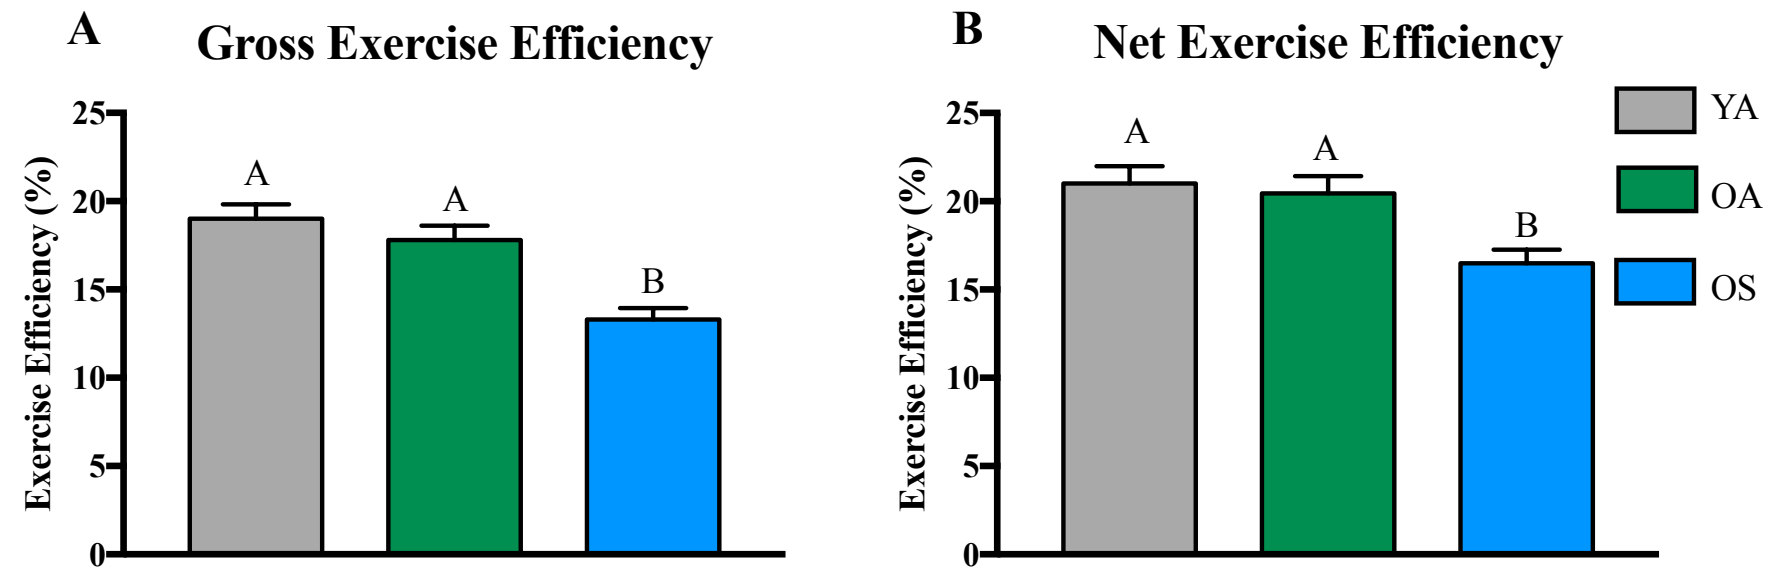 A
Gross Exercise Efficiency
Exercise Efficiency (%)
25
20
15
10
5
0
A
A
B
B
Net Exercise Efficiency
Exercise Efficiency (%)
25
20
15
10
5
0
A
A
B
YA
OA
OS